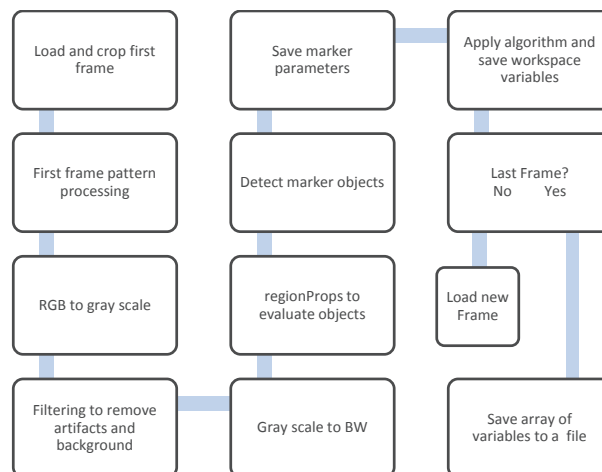 Load and crop first
frame
First frame pattern
processing
RGB to gray scale
Filtering to remove
artifacts and
background
Gray scale to BW
regionProps to
evaluate objects
Detect marker objects
Save marker
parameters
Apply algorithm and
save workspace
variables
Last Frame?
No Yes
Load new
Frame
Save array of
variables to a file